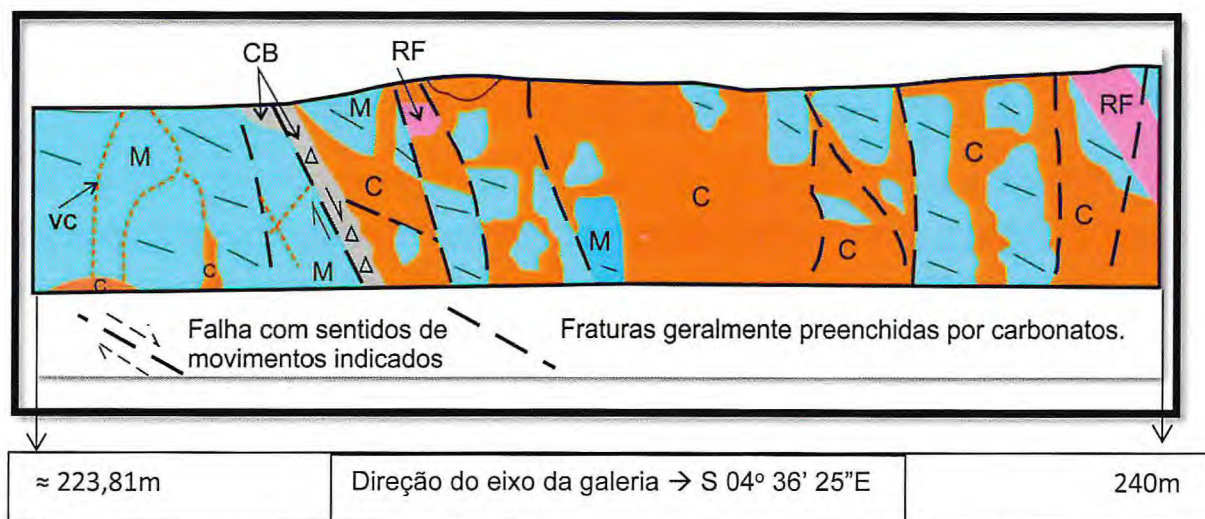 CB
RF
M
RF
M
C
vc
C
C
M
C
C
M
C
C
Falha com sentidos de
movimentos indicados
Fraturas geralmente preenchidas por carbonatos.
≈ 223,81m
Direção do eixo da galeria → S 04º 36’ 25”E
240m